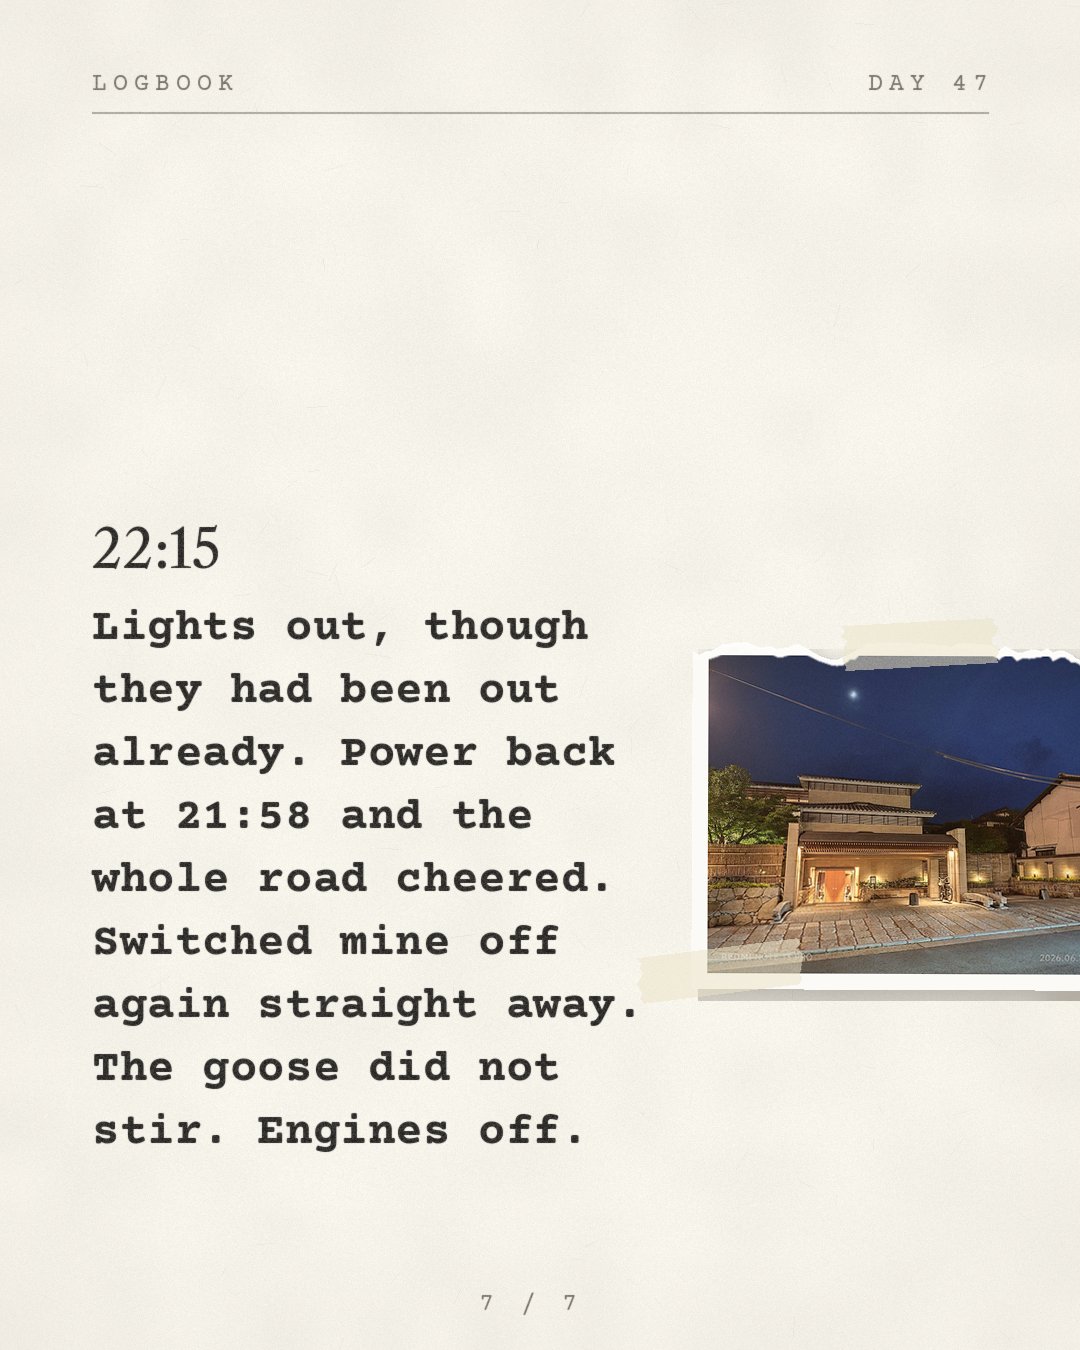 LOGBOOK
DAY 47
22:15
Lights out, though
they had been out
already. Power back
at 21:58 and the
whole road cheered.
Switched mine off
again straight away.
The goose did not
stir. Engines off.
2026.06.
7 / 7